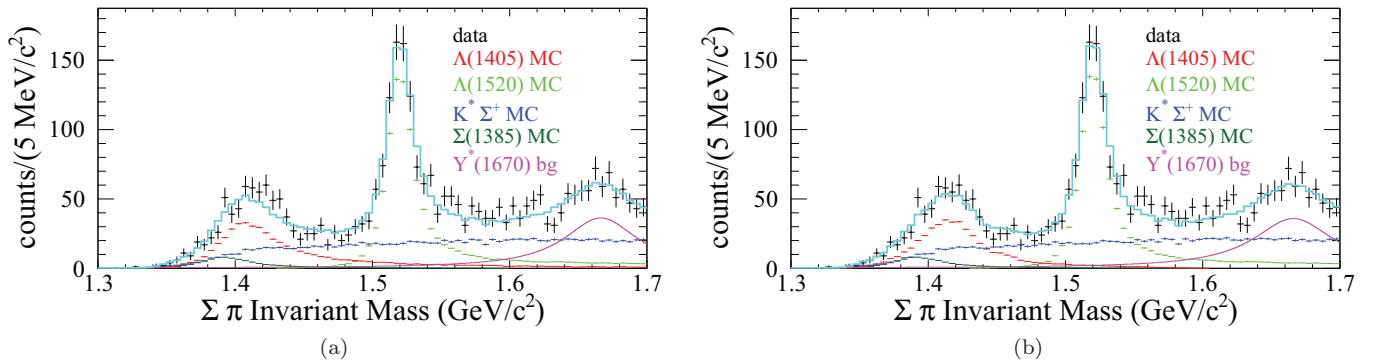 counts/(5 MeV/c²)
150
100
50
0
data
Λ(1405) MC
Λ(1520) MC
K* Σ⁺ MC
Σ(1385) MC
Y*(1670) bg
1.3 1.4 1.5 1.6 1.7
Σ π Invariant Mass (GeV/c²)
(a)
counts/(5 MeV/c²)
150
100
50
0
data
Λ(1405) MC
Λ(1520) MC
K* Σ⁺ MC
Σ(1385) MC
Y*(1670) bg
1.3 1.4 1.5 1.6 1.7
Σ π Invariant Mass (GeV/c²)
(b)